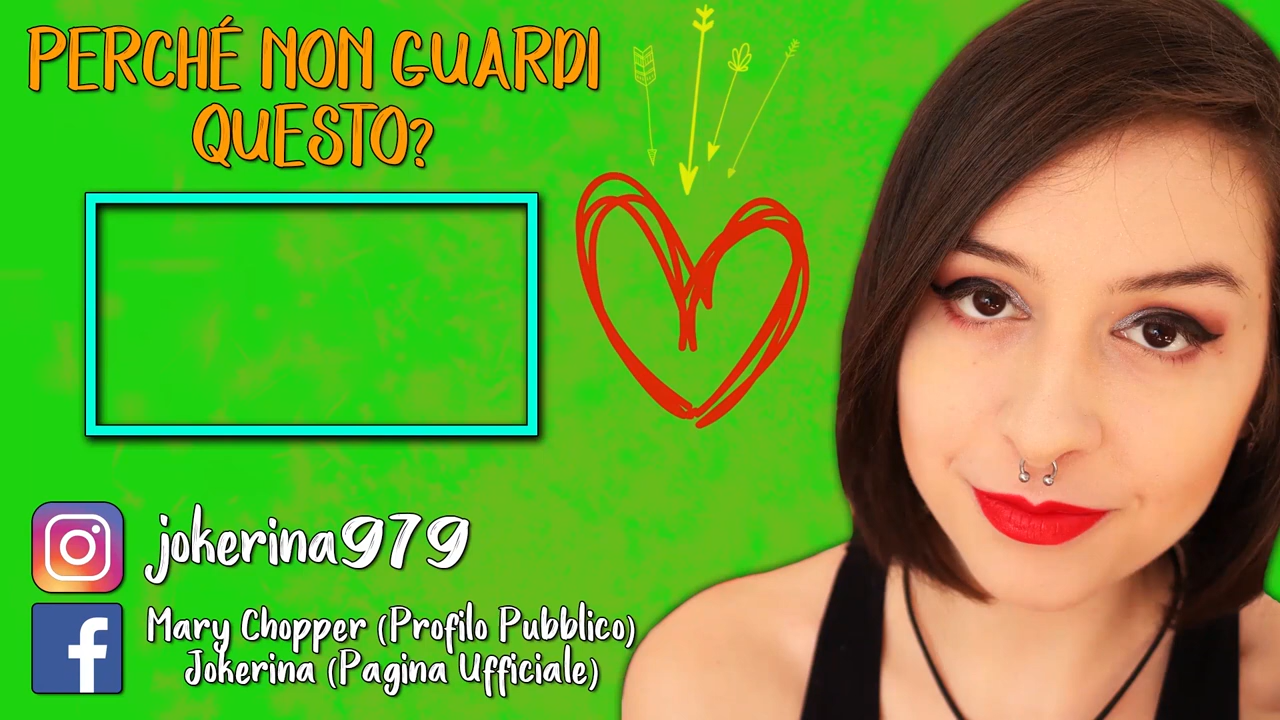 PERCHÉ NON GUARDI
QUESTO?
jokerina979
Mary Chopper (Profilo Pubblico)
Jokerina (Pagina Ufficiale)